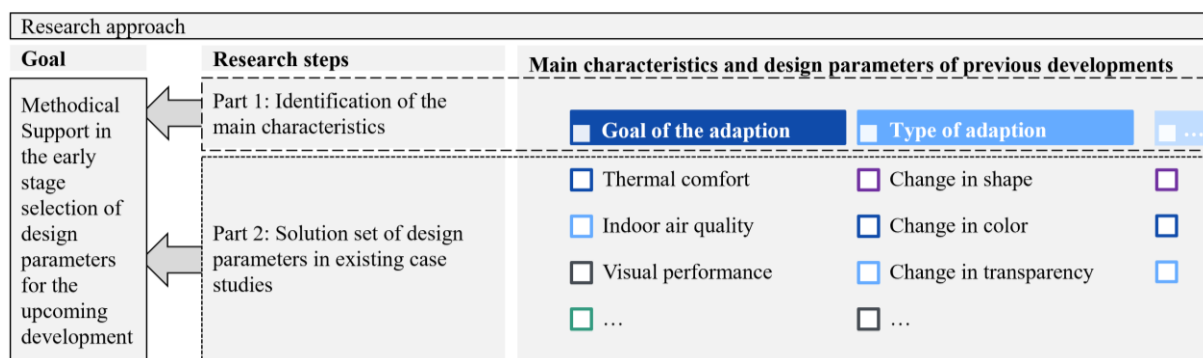 Research approach
Goal
Research steps
Main characteristics and design parameters of previous developments
Methodical
Support in
the early
stage
selection of
design
parameters
for the
upcoming
development
Part 1: Identification of the
main characteristics
Part 2: Solution set of design
parameters in existing case
studies
Goal of the adaption
Type of adaption
…
Thermal comfort
Change in shape
Indoor air quality
Change in color
Visual performance
Change in transparency
…
…